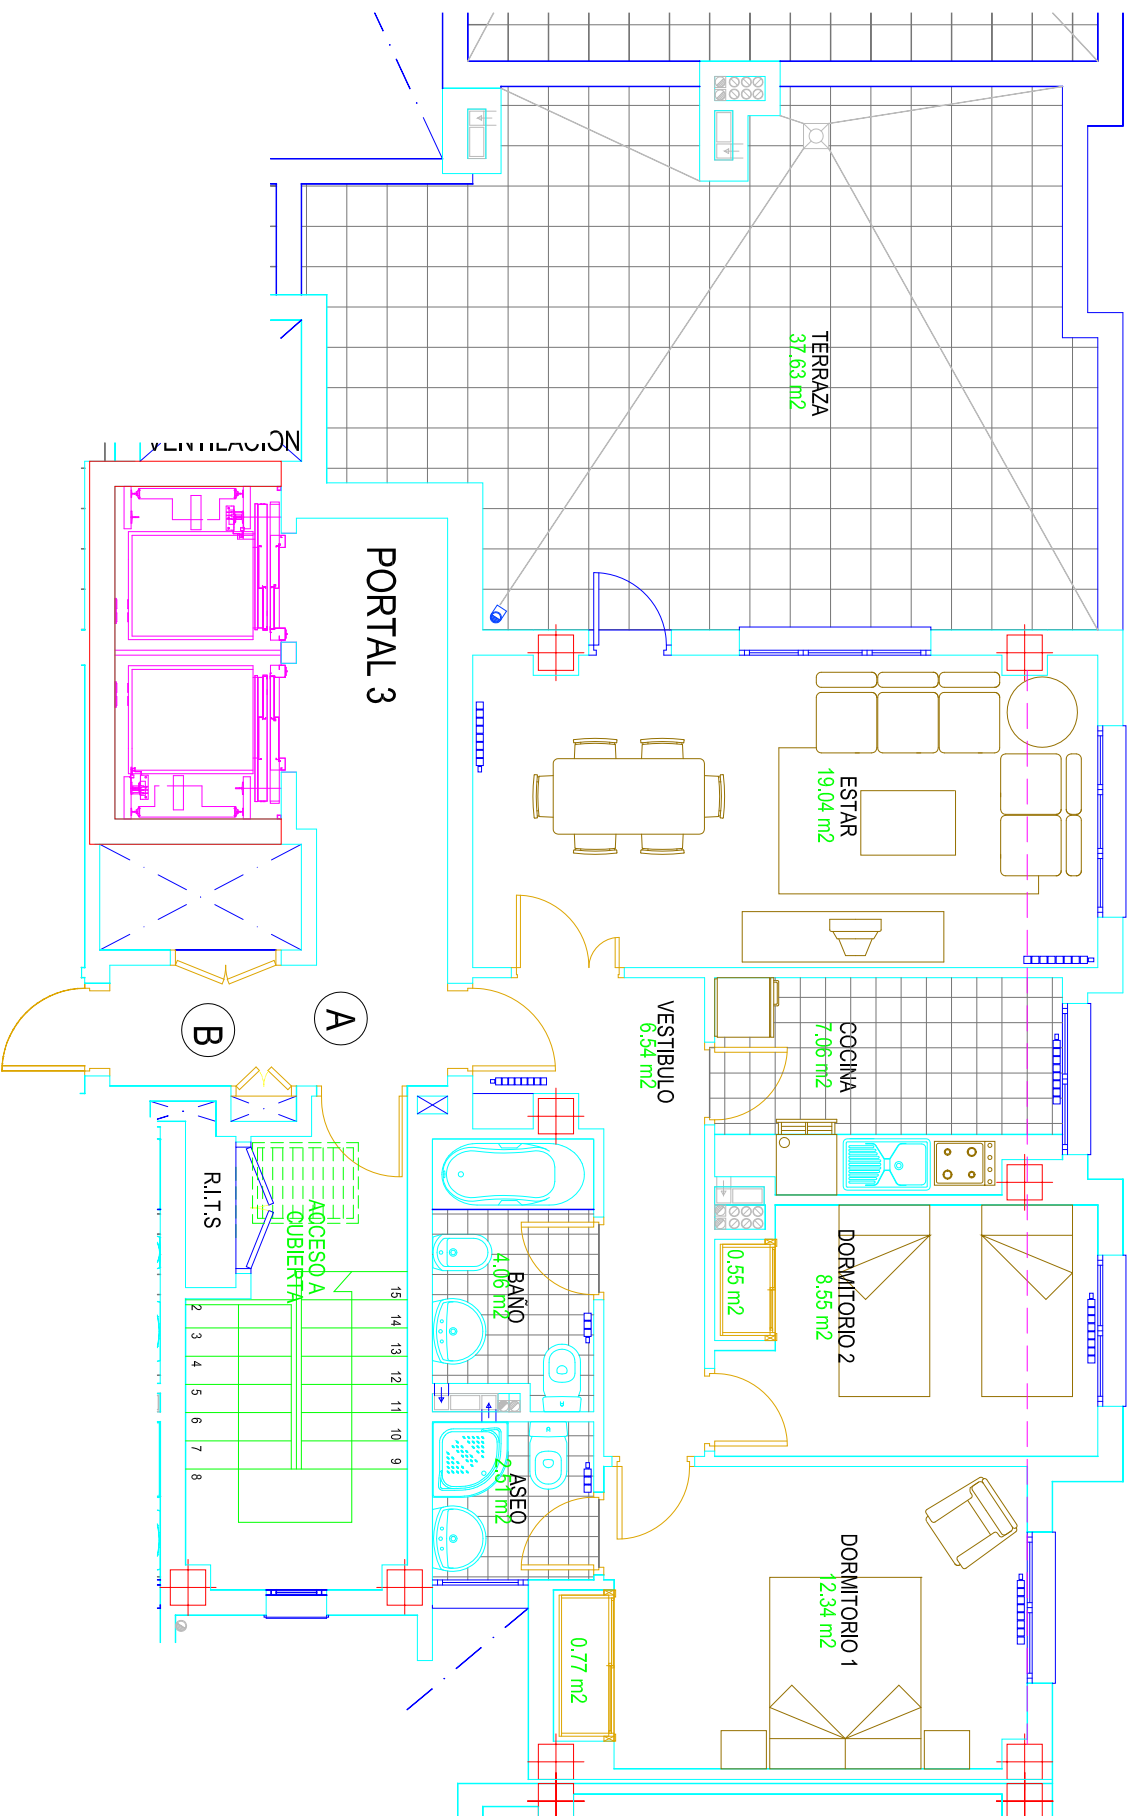 TERRAZA
37.63 m2
VENTILACION
PORTAL 3
ESTAR
19.04 m2
A
B
VESTIBULO
6.54 m2
COCINA
7.06 m2
R.I.T.S
ACCESO A
CUBIERTA
BAÑO
4.06 m2
0.55 m2
DORMITORIO 2
8.55 m2
ASEO
2.51 m2
DORMITORIO 1
12.34 m2
0.77 m2
2
3
4
5
6
7
8
15
14
13
12
11
10
9